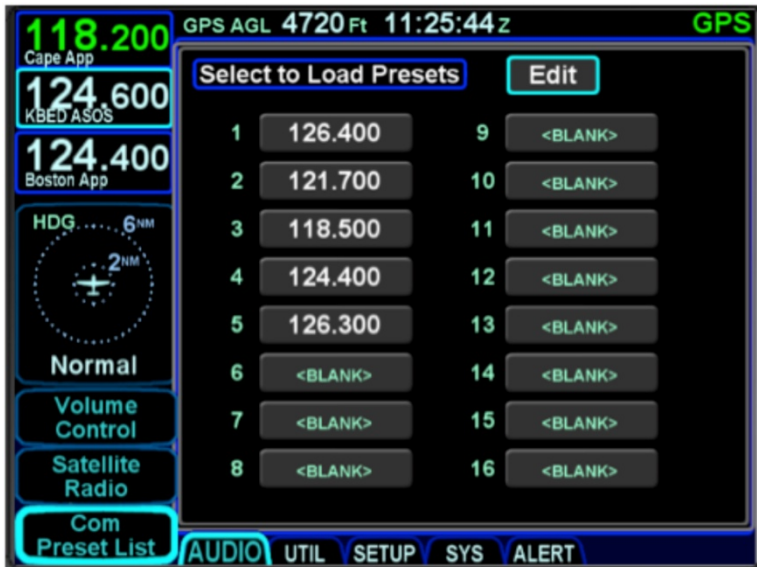 118.200
Cape App
124.600
KBED ASOS
124.400
Boston App
HDG 6NM
2NM
Normal
Volume
Control
Satellite
Radio
Com
Preset List
GPS AGL 4720 Ft 11:25:44 Z GPS
Select to Load Presets Edit
1 126.400 9 <BLANK>
2 121.700 10 <BLANK>
3 118.500 11 <BLANK>
4 124.400 12 <BLANK>
5 126.300 13 <BLANK>
6 <BLANK> 14 <BLANK>
7 <BLANK> 15 <BLANK>
8 <BLANK> 16 <BLANK>
AUDIO UTIL SETUP SYS ALERT